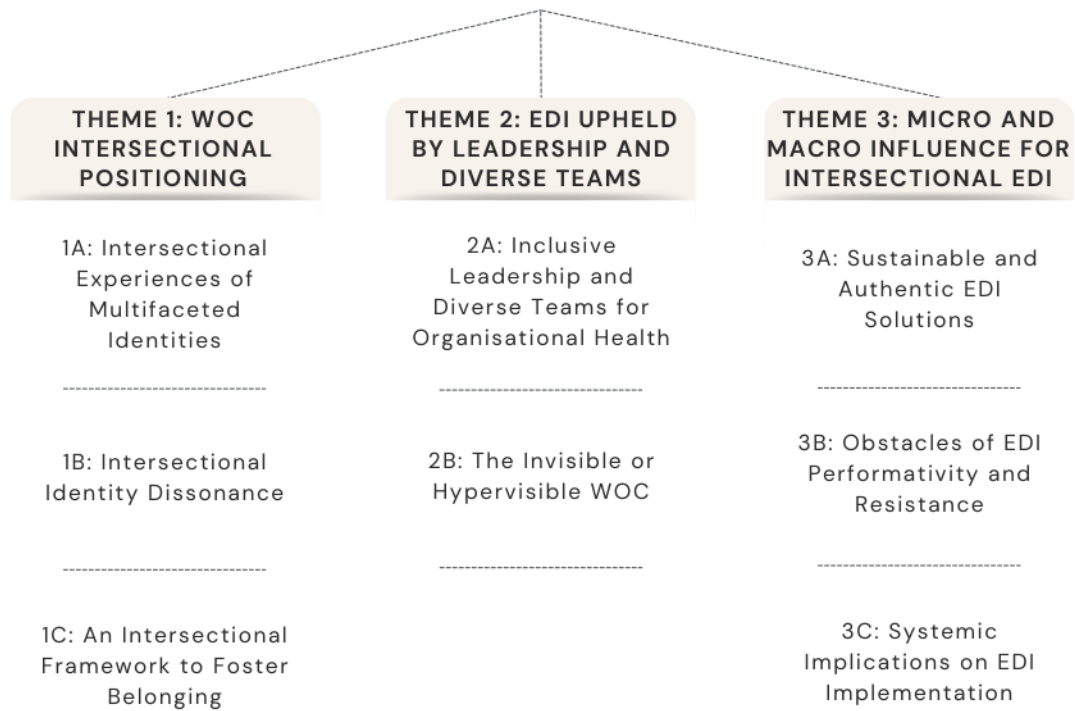 THEME 1: WOC
INTERSECTIONAL
POSITIONING
1A: Intersectional
Experiences of
Multifaceted
Identities
1B: Intersectional
Identity Dissonance
1C: An Intersectional
Framework to Foster
Belonging
THEME 2: EDI UPHELD
BY LEADERSHIP AND
DIVERSE TEAMS
2A: Inclusive
Leadership and
Diverse Teams for
Organisational Health
2B: The Invisible or
Hypervisible WOC
THEME 3: MICRO AND
MACRO INFLUENCE FOR
INTERSECTIONAL EDI
3A: Sustainable and
Authentic EDI
Solutions
3B: Obstacles of EDI
Performativity and
Resistance
3C: Systemic
Implications on EDI
Implementation